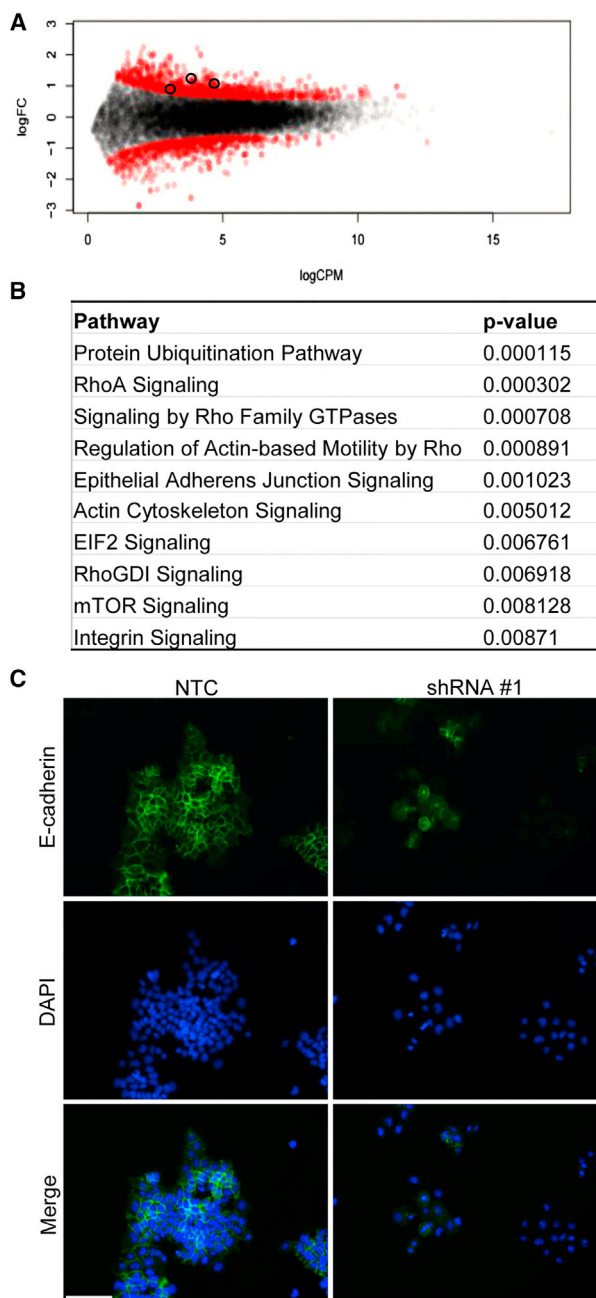 A
3
2
1
0
-1
-2
-3
logFC
0 5 10 15
logCPM
B
Pathway p-value
Protein Ubiquitination Pathway 0.000115
RhoA Signaling 0.000302
Signaling by Rho Family GTPases 0.000708
Regulation of Actin-based Motility by Rho 0.000891
Epithelial Adherens Junction Signaling 0.001023
Actin Cytoskeleton Signaling 0.005012
EIF2 Signaling 0.006761
RhoGDI Signaling 0.006918
mTOR Signaling 0.008128
Integrin Signaling 0.00871
C
NTC shRNA #1
E-cadherin
DAPI
Merge